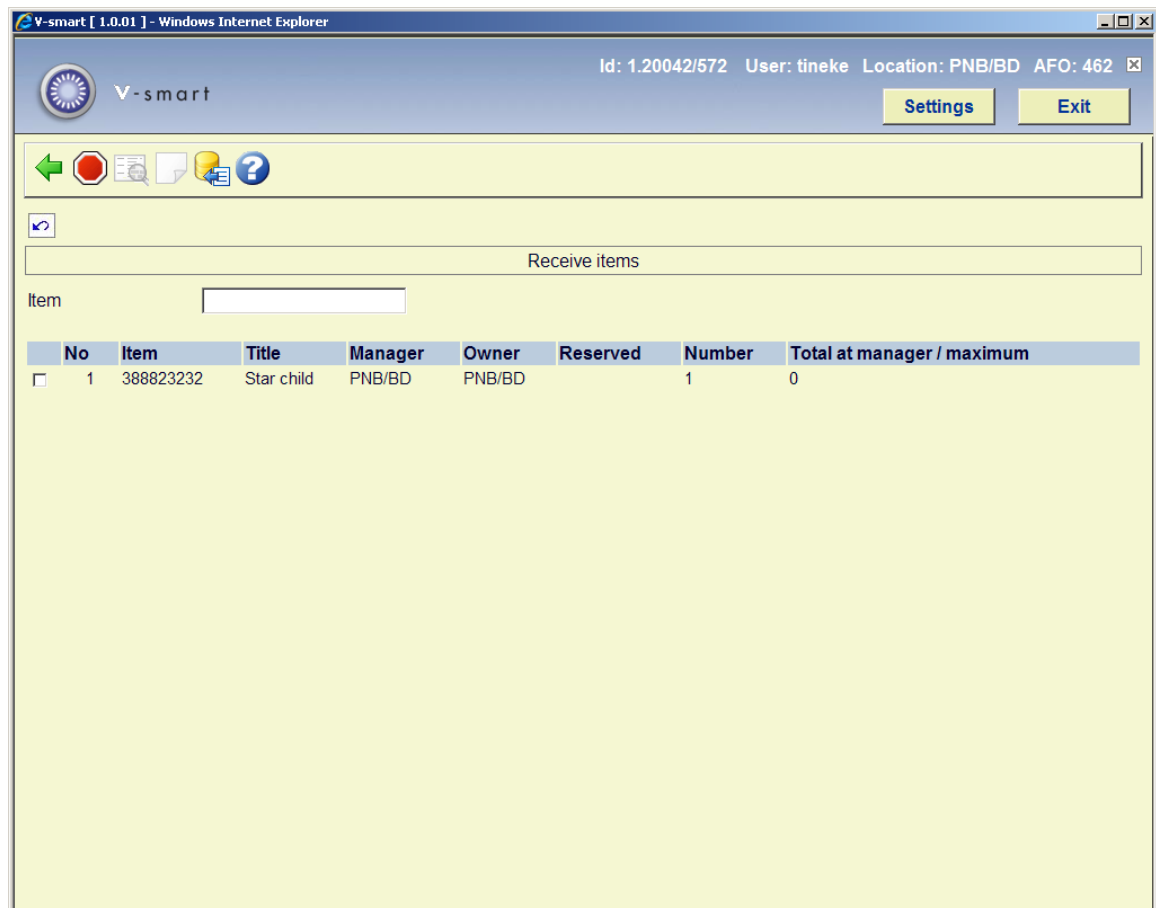 V-smart [ 1.0.01 ] - Windows Internet Explorer
Id: 1.20042/572 User: tineke Location: PNB/BD AFO: 462
V-smart
Settings Exit
Receive items
Item
No Item Title Manager Owner Reserved Number Total at manager / maximum
1 388823232 Star child PNB/BD PNB/BD 1 0